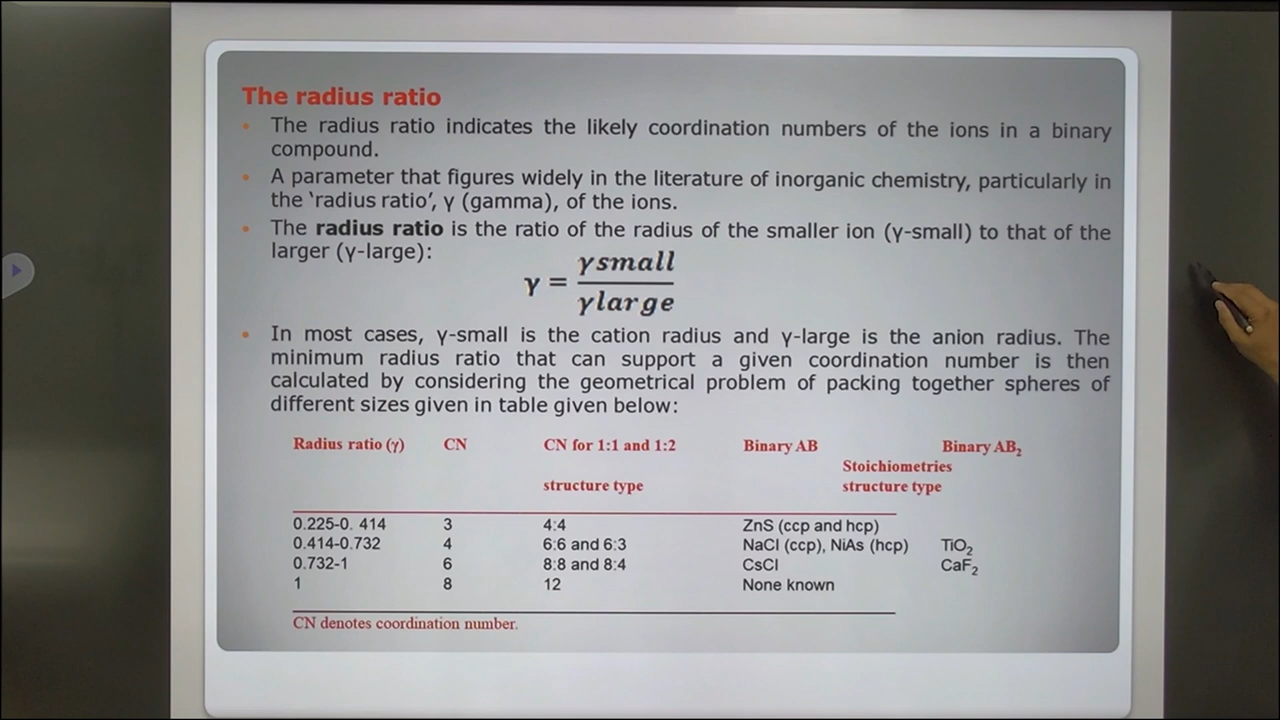 The radius ratio
• The radius ratio indicates the likely coordination numbers of the ions in a binary
compound.
• A parameter that figures widely in the literature of inorganic chemistry, particularly in
the ‘radius ratio’, γ (gamma), of the ions.
• The radius ratio is the ratio of the radius of the smaller ion (γ-small) to that of the
larger (γ-large):
γ = γsmall / γlarge
• In most cases, γ-small is the cation radius and γ-large is the anion radius. The
minimum radius ratio that can support a given coordination number is then
calculated by considering the geometrical problem of packing together spheres of
different sizes given in table given below:
Radius ratio (γ) CN CN for 1:1 and 1:2 Binary AB Binary AB₂
Stoichiometries
structure type structure type
0.225-0. 414 3 4:4 ZnS (ccp and hcp)
0.414-0.732 4 6:6 and 6:3 NaCl (ccp), NiAs (hcp) TiO₂
0.732-1 6 8:8 and 8:4 CsCl CaF₂
1 8 12 None known
CN denotes coordination number.